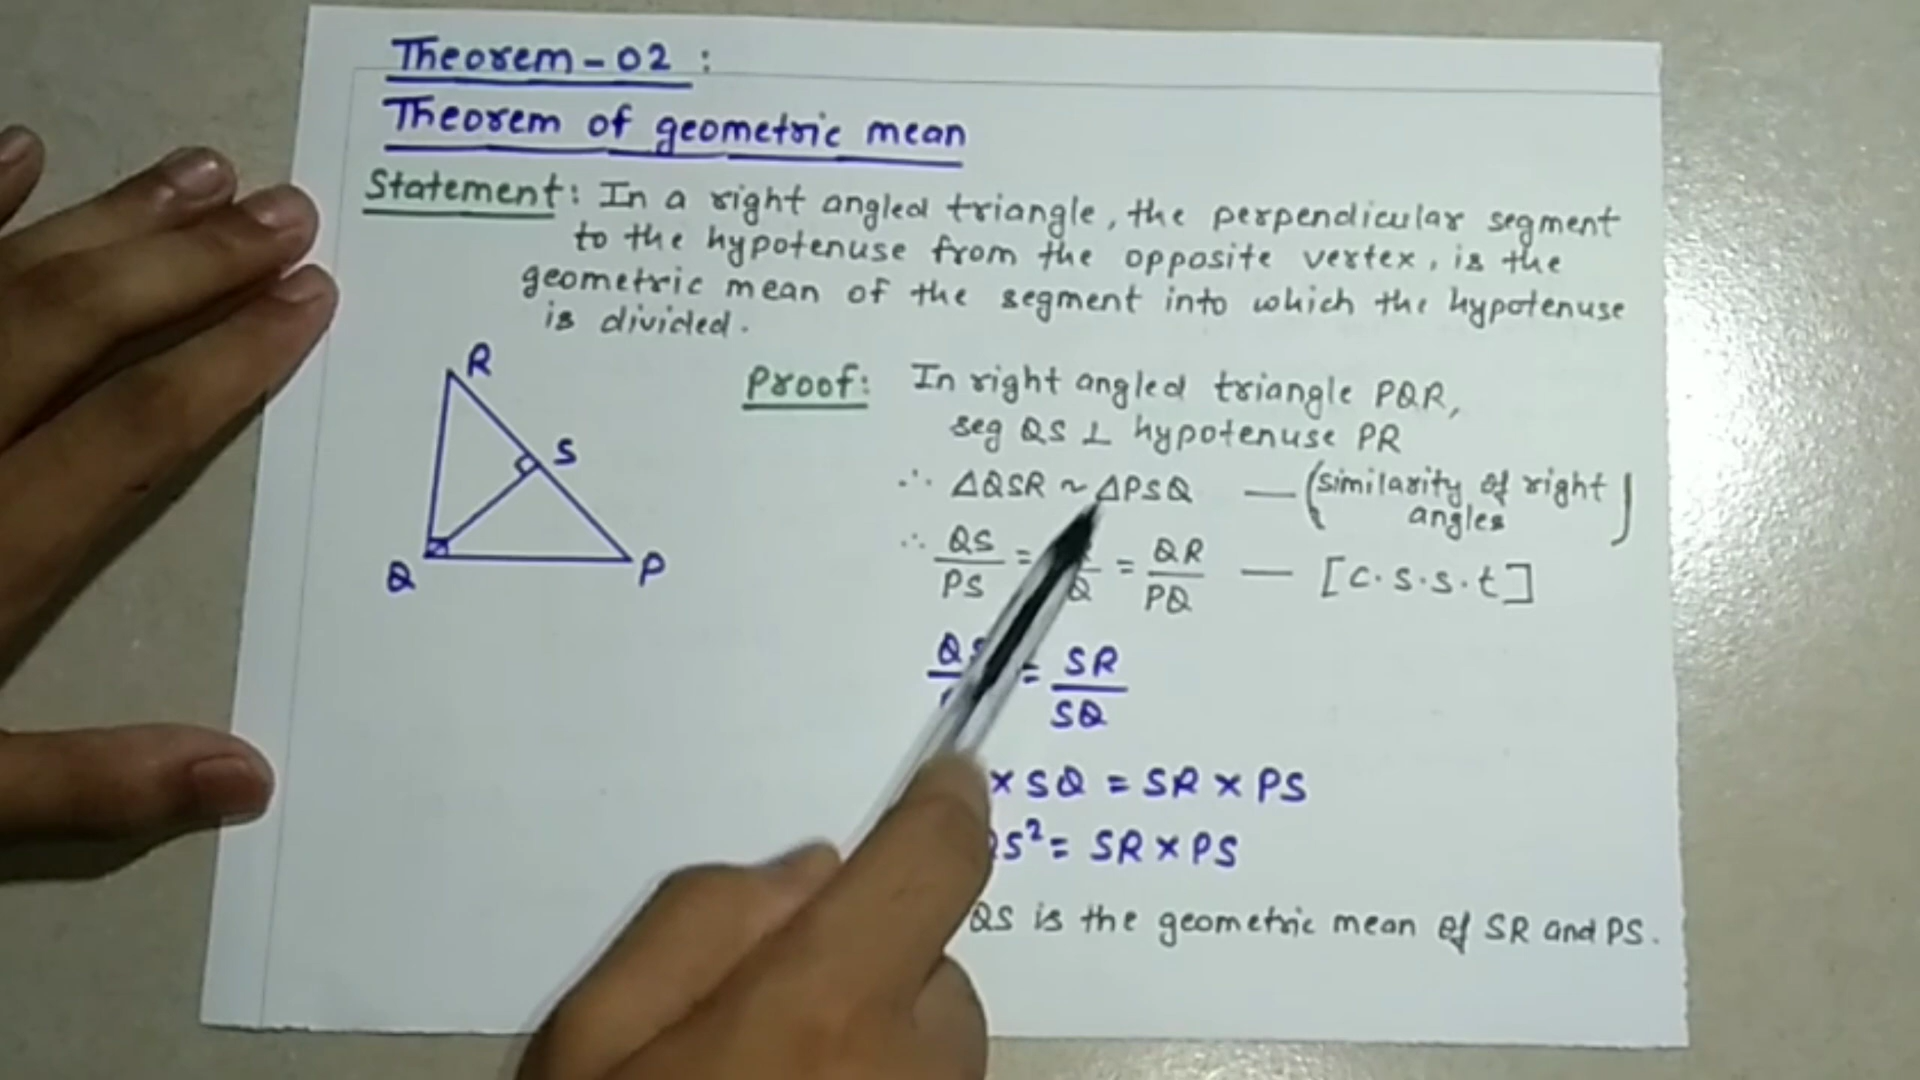 Theorem - 02 :
Theorem of geometric mean
Statement: In a right angled triangle, the perpendicular segment
to the hypotenuse from the opposite vertex, is the
geometric mean of the segment into which the hypotenuse
is divided.
R
S
Q
P
Proof: In right angled triangle PQR,
seg QS ⊥ hypotenuse PR
∴ ΔQSR ~ ΔPSQ — (similarity of right
angles)
∴ QS/PS = = QR/PQ — [c.s.s.t]
= SR/SQ
× SQ = SR × PS
S² = SR × PS
QS is the geometric mean of SR and PS.